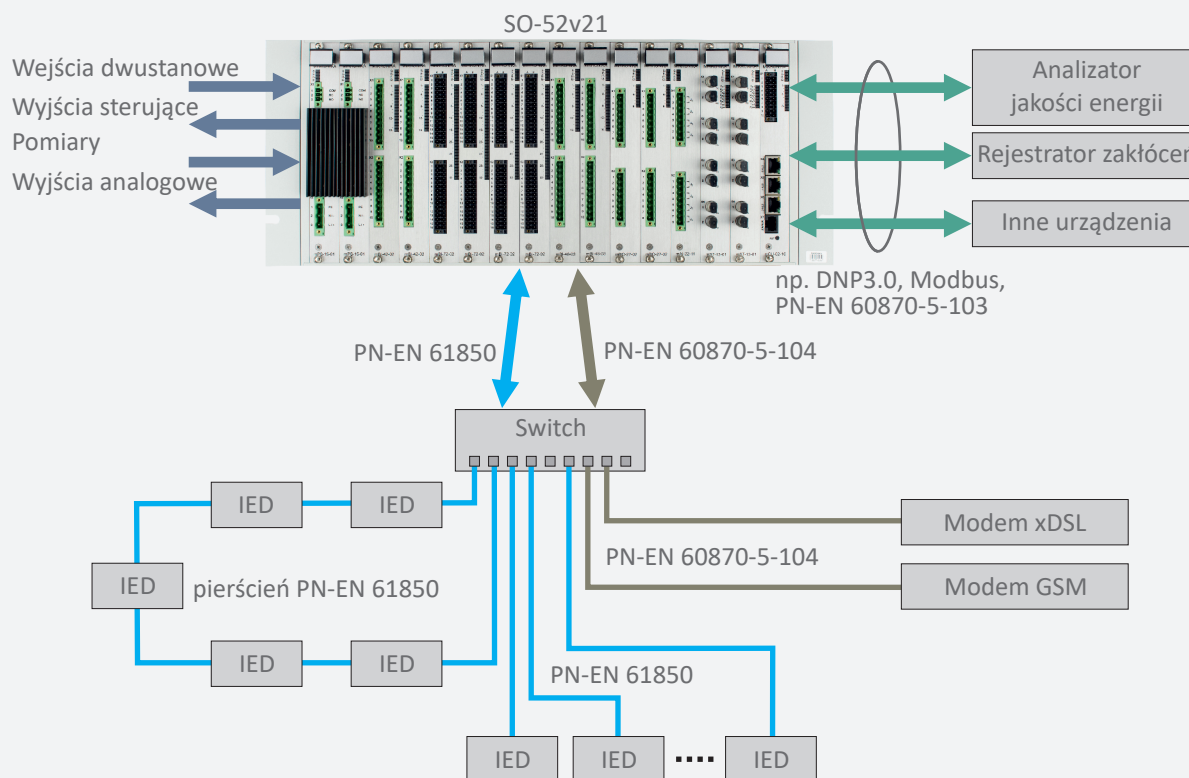 SO-52v21
Wejścia dwustanowe
Wyjścia sterujące
Pomiary
Wyjścia analogowe
Analizator
jakości energii
Rejestrator zakłóceń
Inne urządzenia
np. DNP3.0, Modbus,
PN-EN 60870-5-103
PN-EN 61850
PN-EN 60870-5-104
Switch
IED
IED
IED
pierścień PN-EN 61850
IED
IED
Modem xDSL
PN-EN 60870-5-104
Modem GSM
PN-EN 61850
IED
IED
....
IED